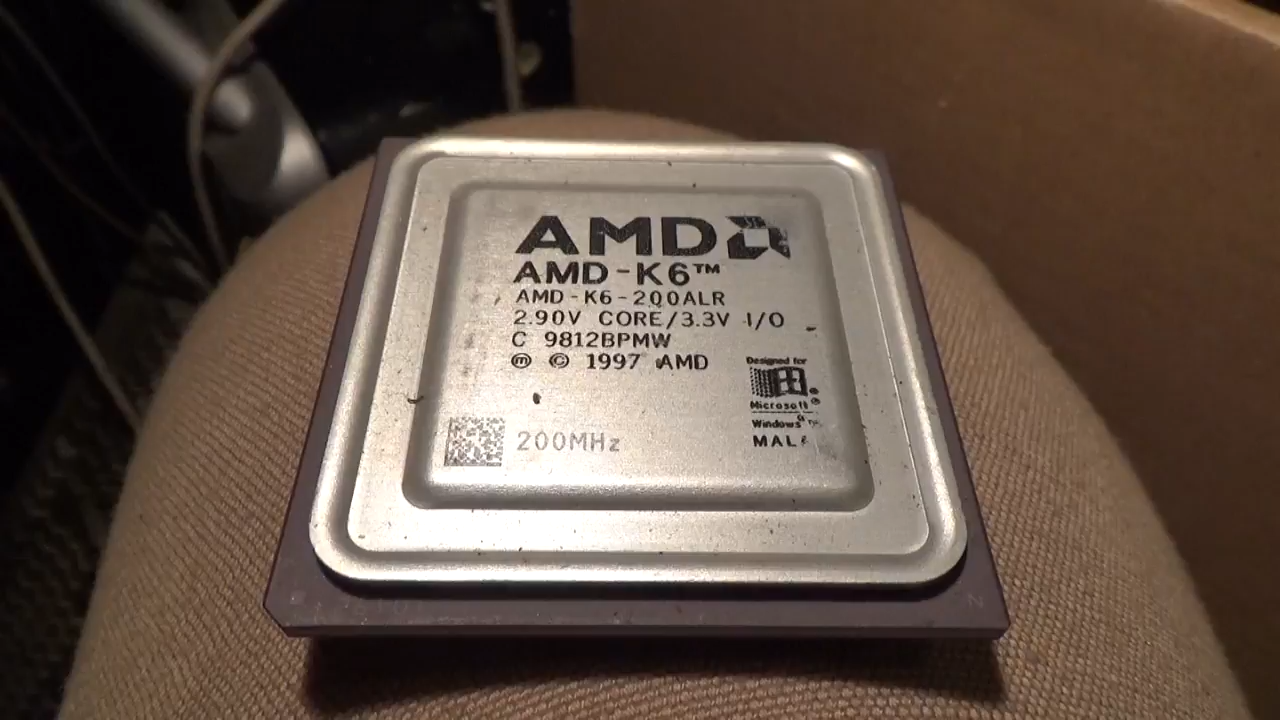 AMD
AMD-K6™
AMD-K6-200ALR
2.90V CORE/3.3V I/O
C 9812BPMW
ⓜ © 1997 AMD
Designed for
Microsoft®
Windows®
200MHz